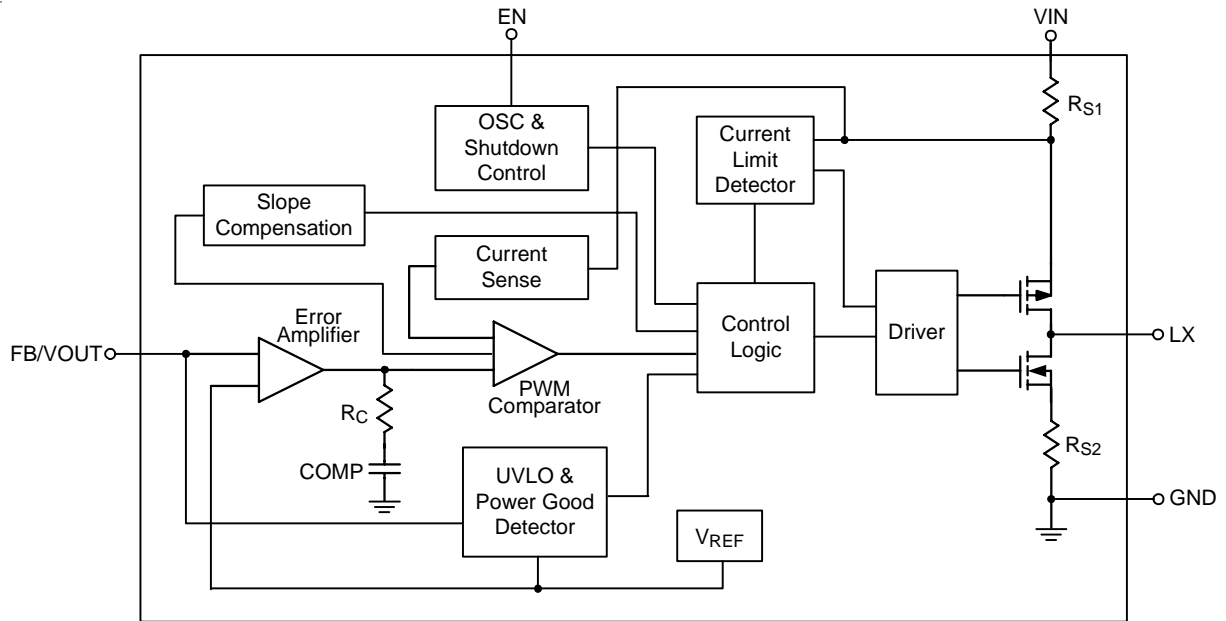 EN
VIN
RS1
OSC &
Shutdown
Control
Current
Limit
Detector
Slope
Compensation
Current
Sense
Error
Amplifier
Control
Logic
Driver
FB/VOUT
LX
PWM
Comparator
RC
COMP
UVLO &
Power Good
Detector
RS2
VREF
GND